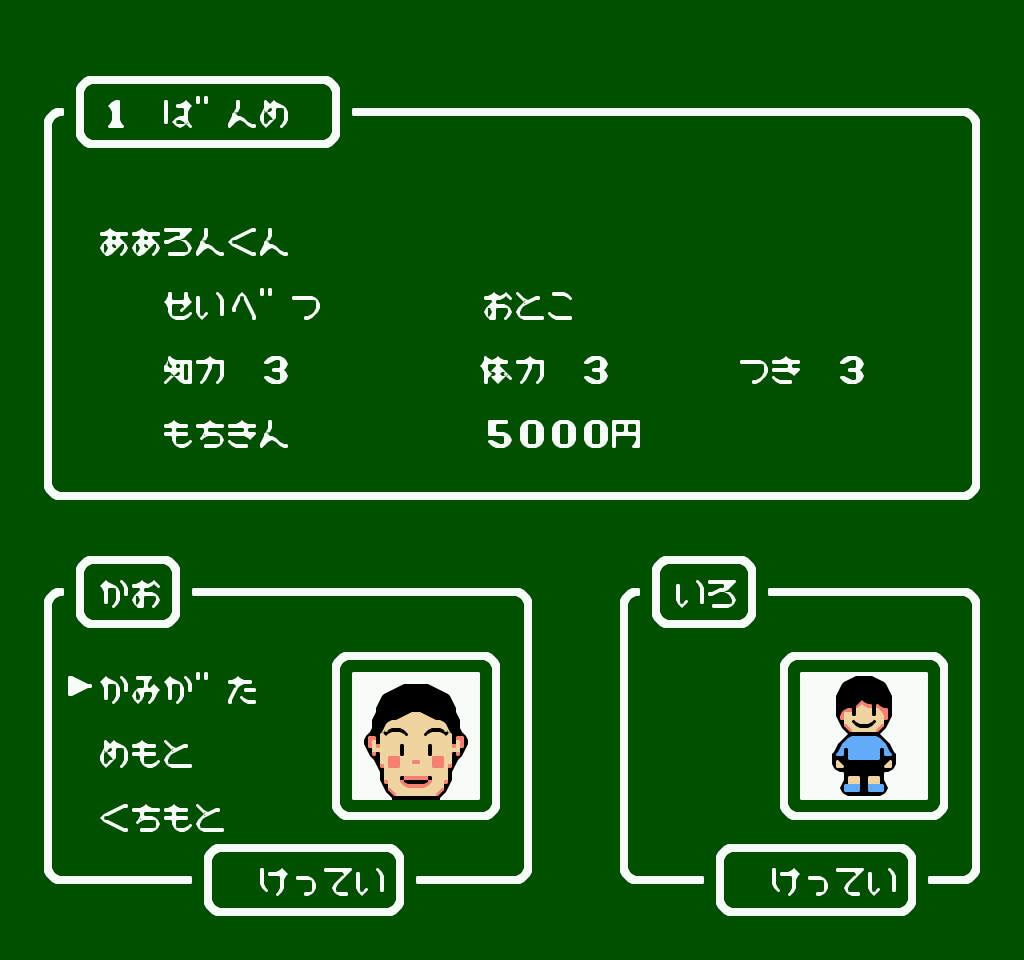 1 ばんめ
ああろんくん
せいべつ おとこ
知力 3 体力 3 つき 3
もちきん 5000円
かお
いろ
▶かみがた
めもと
くちもと
けってい
けってい